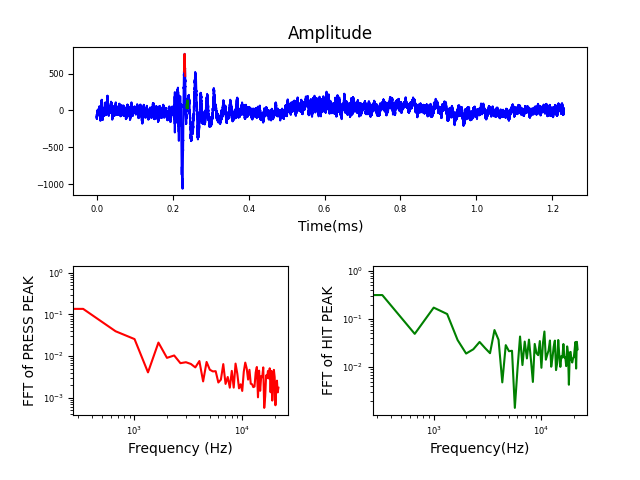 Amplitude
500
0
−500
−1000
0.0 0.2 0.4 0.6 0.8 1.0 1.2
Time(ms)
FFT of PRESS PEAK
10⁰
10⁻¹
10⁻²
10⁻³
10³ 10⁴
Frequency (Hz)
FFT of HIT PEAK
10⁰
10⁻¹
10⁻²
10³ 10⁴
Frequency(Hz)